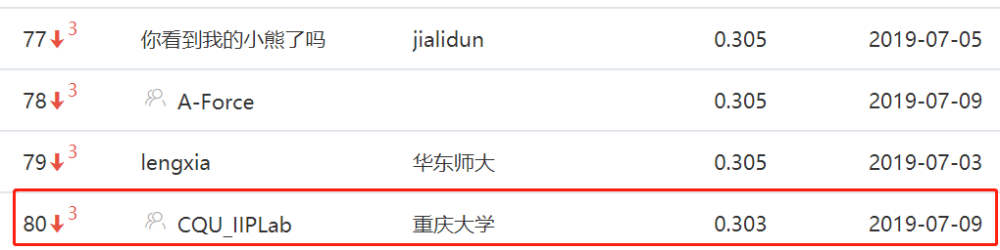 77 3 你看到我的小熊了吗 jialidun 0.305 2019-07-05
78 3 A-Force 0.305 2019-07-09
79 3 lengxia 华东师大 0.305 2019-07-03
80 3 CQU_IIPLab 重庆大学 0.303 2019-07-09